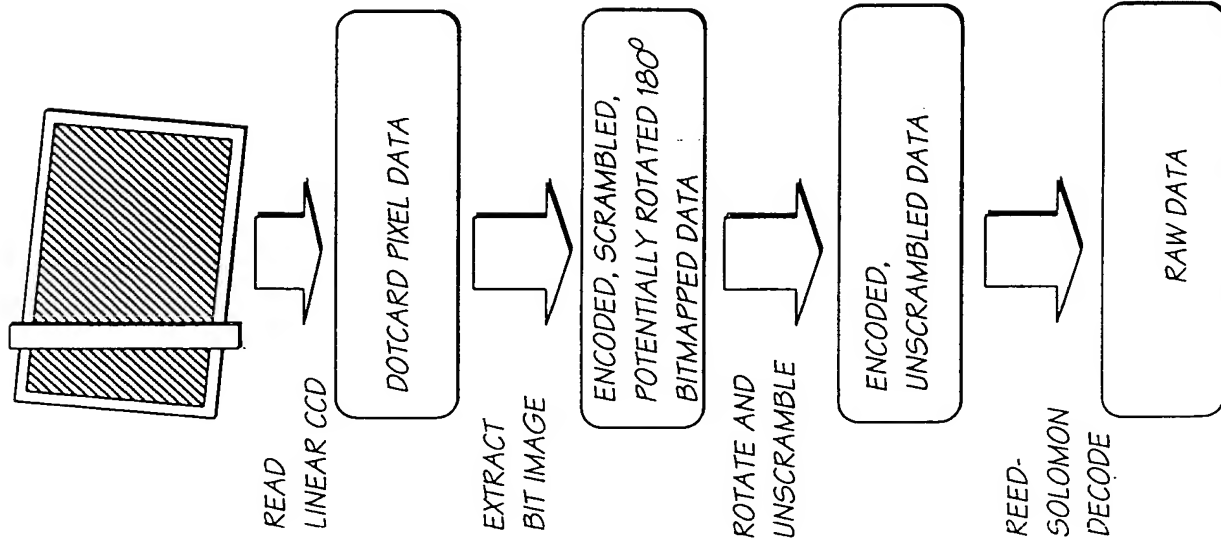 READ
LINEAR CCD
DOTCARD PIXEL DATA
EXTRACT
BIT IMAGE
ENCODED, SCRAMBLED,
POTENTIALLY ROTATED 180°
BITMAPPED DATA
ROTATE AND
UNSCRAMBLE
ENCODED,
UNSCRAMBLED DATA
REED-
SOLOMON
DECODE
RAW DATA